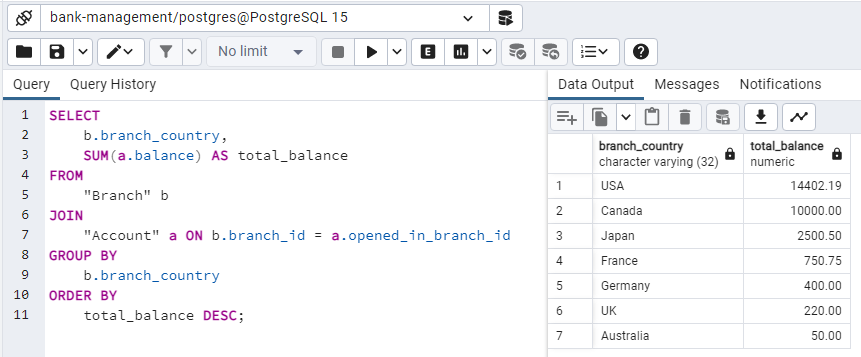 bank-management/postgres@PostgreSQL 15
No limit
E
Query Query History
1 SELECT
2 b.branch_country,
3 SUM(a.balance) AS total_balance
4 FROM
5 "Branch" b
6 JOIN
7 "Account" a ON b.branch_id = a.opened_in_branch_id
8 GROUP BY
9 b.branch_country
10 ORDER BY
11 total_balance DESC;
Data Output Messages Notifications
branch_country total_balance
character varying (32) numeric
1 USA 14402.19
2 Canada 10000.00
3 Japan 2500.50
4 France 750.75
5 Germany 400.00
6 UK 220.00
7 Australia 50.00